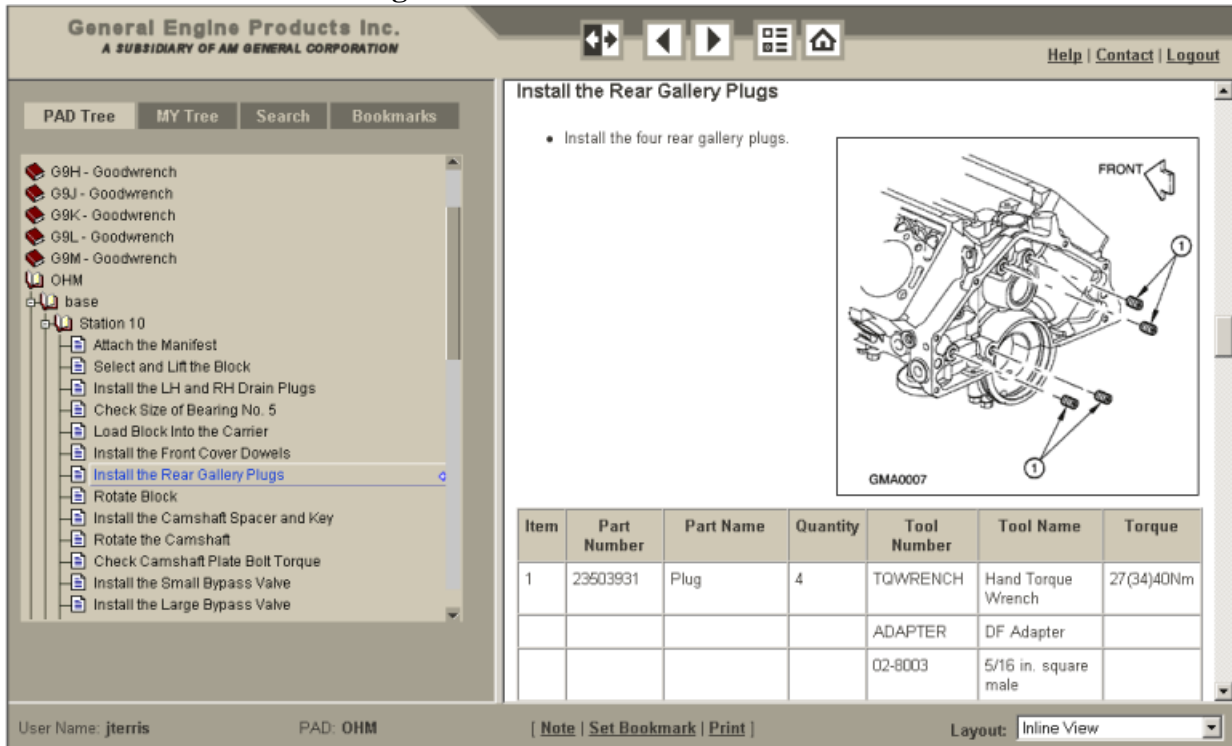 General Engine Products Inc.
A SUBSIDIARY OF AM GENERAL CORPORATION
Help | Contact | Logout
PAD Tree MY Tree Search Bookmarks
G9H - Goodwrench
G9J - Goodwrench
G9K - Goodwrench
G9L - Goodwrench
G9M - Goodwrench
OHM
base
Station 10
Attach the Manifest
Select and Lift the Block
Install the LH and RH Drain Plugs
Check Size of Bearing No. 5
Load Block Into the Carrier
Install the Front Cover Dowels
Install the Rear Gallery Plugs
Rotate Block
Install the Camshaft Spacer and Key
Rotate the Camshaft
Check Camshaft Plate Bolt Torque
Install the Small Bypass Valve
Install the Large Bypass Valve
Install the Rear Gallery Plugs
• Install the four rear gallery plugs.
FRONT
1
1
GMA0007
Item Part Number Part Name Quantity Tool Number Tool Name Torque
1 23503931 Plug 4 TQWRENCH Hand Torque Wrench 27(34)40Nm
ADAPTER DF Adapter
02-8003 5/16 in. square male
User Name: jterris PAD: OHM [ Note | Set Bookmark | Print ] Layout: Inline View